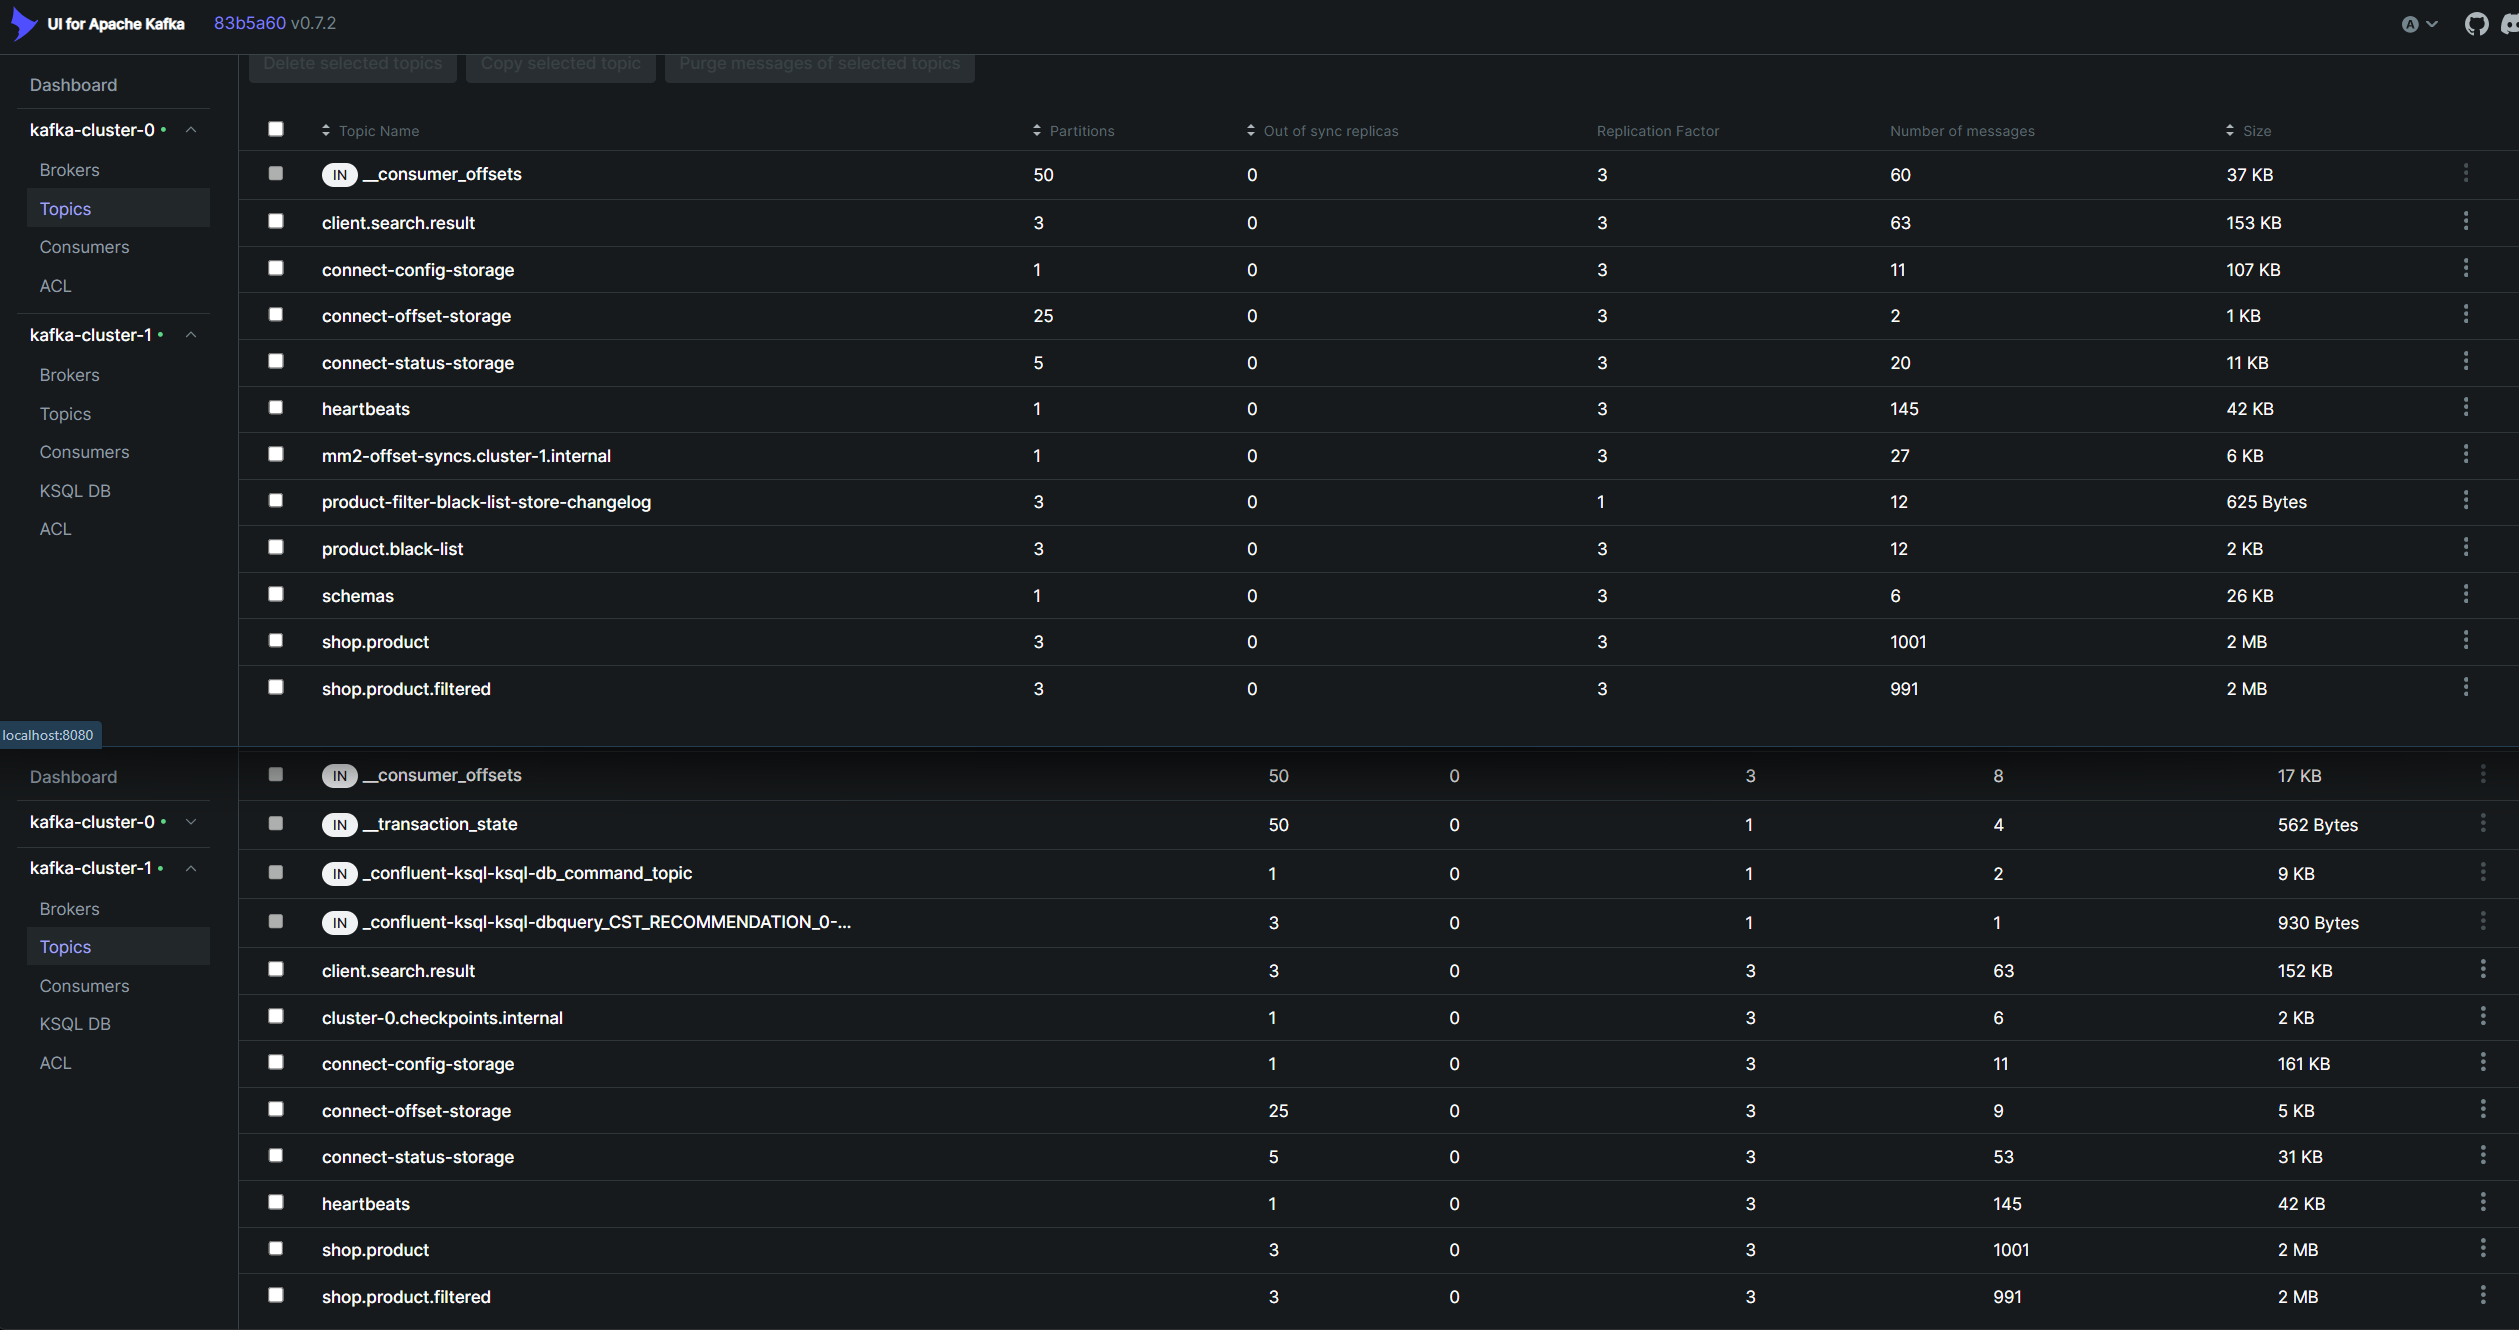 UI for Apache Kafka 83b5a60 v0.7.2 A
Delete selected topics Copy selected topic Purge messages of selected topics
Dashboard
kafka-cluster-0
Brokers
Topics
Consumers
ACL
kafka-cluster-1
Brokers
Topics
Consumers
KSQL DB
ACL
Topic Name Partitions Out of sync replicas Replication Factor Number of messages Size
IN __consumer_offsets 50 0 3 60 37 KB
client.search.result 3 0 3 63 153 KB
connect-config-storage 1 0 3 11 107 KB
connect-offset-storage 25 0 3 2 1 KB
connect-status-storage 5 0 3 20 11 KB
heartbeats 1 0 3 145 42 KB
mm2-offset-syncs.cluster-1.internal 1 0 3 27 6 KB
product-filter-black-list-store-changelog 3 0 1 12 625 Bytes
product.black-list 3 0 3 12 2 KB
schemas 1 0 3 6 26 KB
shop.product 3 0 3 1001 2 MB
shop.product.filtered 3 0 3 991 2 MB
localhost:8080
Dashboard
kafka-cluster-0
kafka-cluster-1
Brokers
Topics
Consumers
KSQL DB
ACL
IN __consumer_offsets 50 0 3 8 17 KB
IN __transaction_state 50 0 1 4 562 Bytes
IN _confluent-ksql-ksql-db_command_topic 1 0 1 2 9 KB
IN _confluent-ksql-ksql-dbquery_CST_RECOMMENDATION_0-... 3 0 1 1 930 Bytes
client.search.result 3 0 3 63 152 KB
cluster-0.checkpoints.internal 1 0 3 6 2 KB
connect-config-storage 1 0 3 11 161 KB
connect-offset-storage 25 0 3 9 5 KB
connect-status-storage 5 0 3 53 31 KB
heartbeats 1 0 3 145 42 KB
shop.product 3 0 3 1001 2 MB
shop.product.filtered 3 0 3 991 2 MB